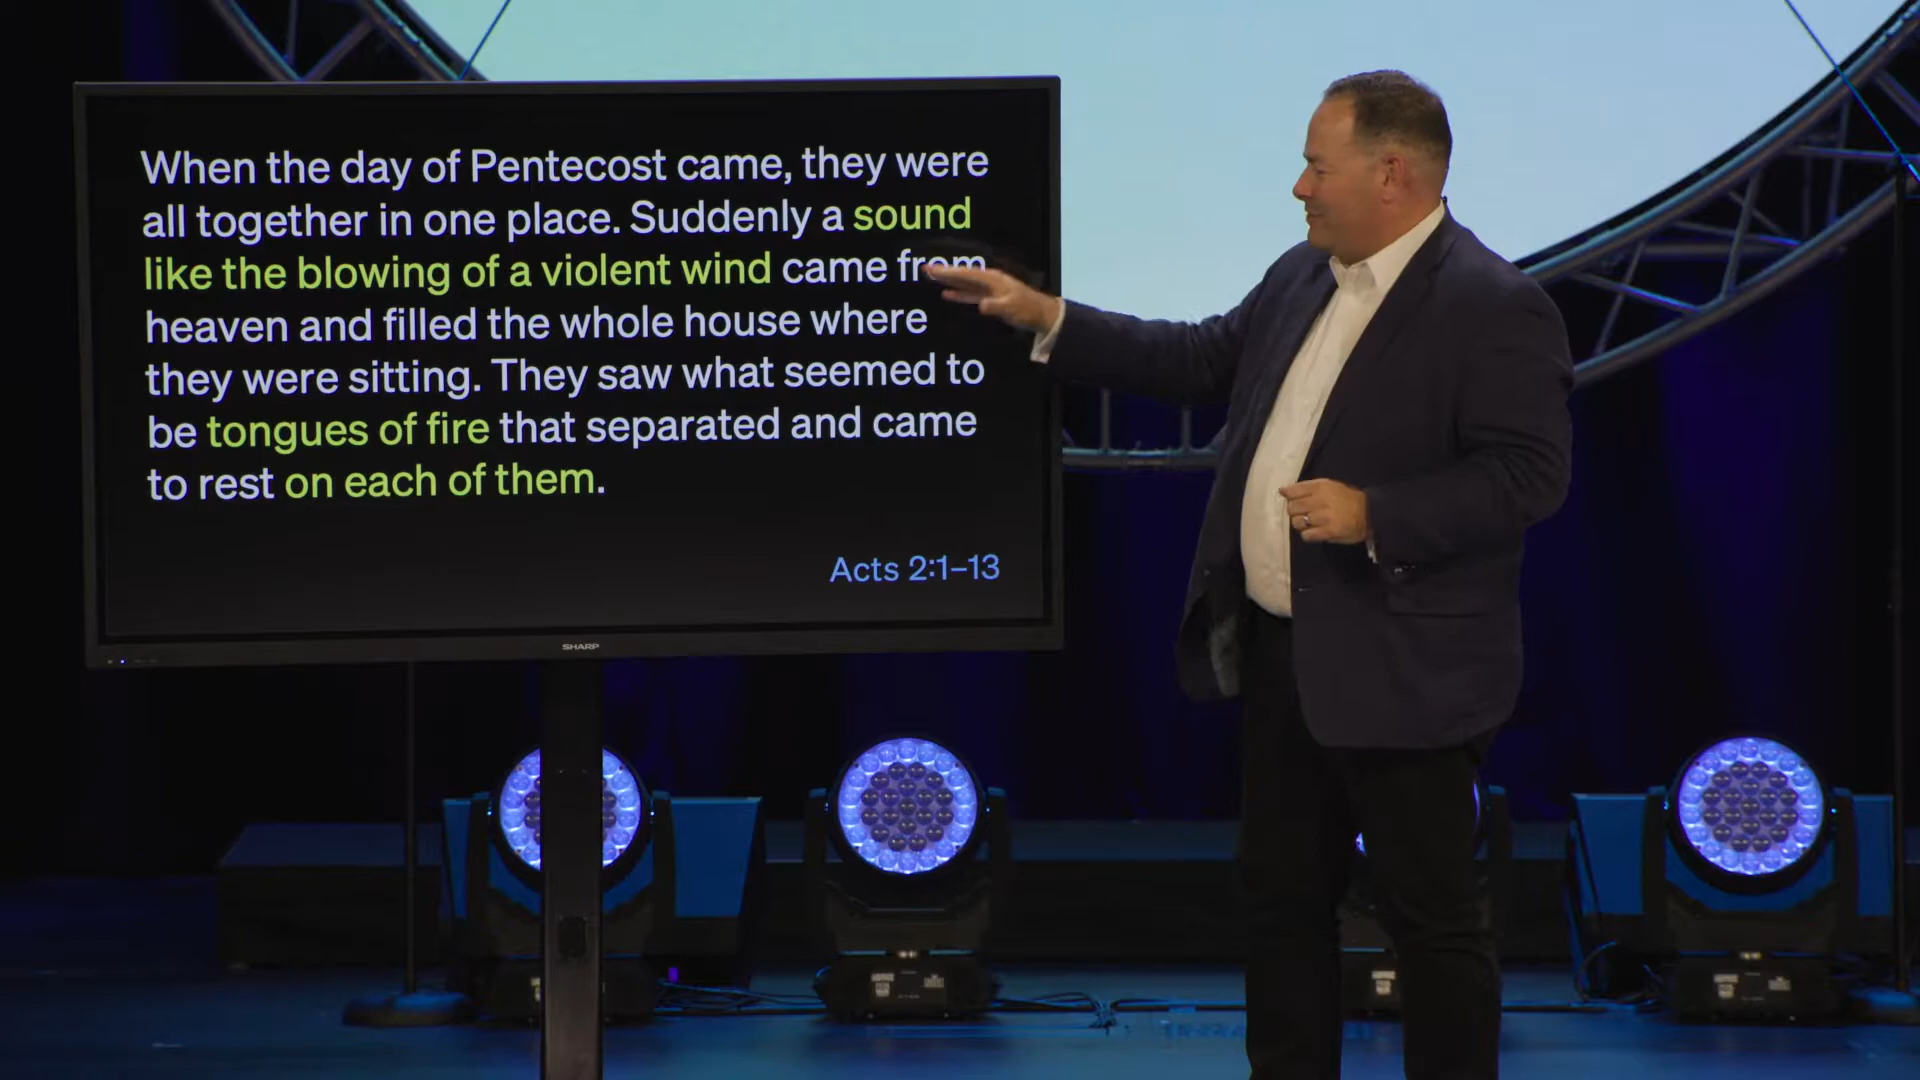 When the day of Pentecost came, they were
all together in one place. Suddenly a sound
like the blowing of a violent wind came from
heaven and filled the whole house where
they were sitting. They saw what seemed to
be tongues of fire that separated and came
to rest on each of them.
Acts 2:1–13
SHARP